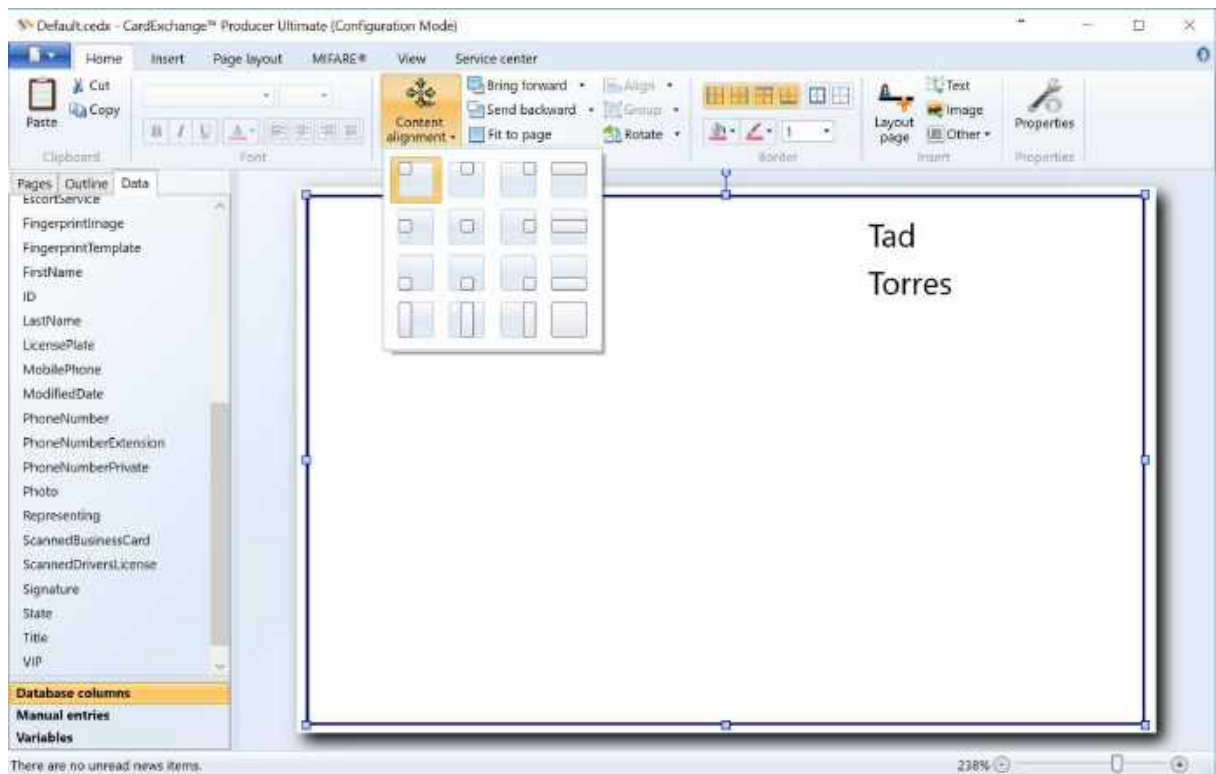 Default.cedx - CardExchange™ Producer Ultimate (Configuration Mode)
Home Insert Page layout MIFARE® View Service center
Paste
Cut
Copy
Clipboard
B I U A
Font
Content alignment
Bring forward
Send backward
Fit to page
Align
Group
Rotate
1
Border
Layout page
Text
Image
Other
Insert
Properties
Properties
Pages Outline Data
EscortService
FingerprintImage
FingerprintTemplate
FirstName
ID
LastName
LicensePlate
MobilePhone
ModifiedDate
PhoneNumber
PhoneNumberExtension
PhoneNumberPrivate
Photo
Representing
ScannedBusinessCard
ScannedDriversLicense
Signature
State
Title
VIP
Database columns
Manual entries
Variables
Tad
Torres
There are no unread news items.
238%